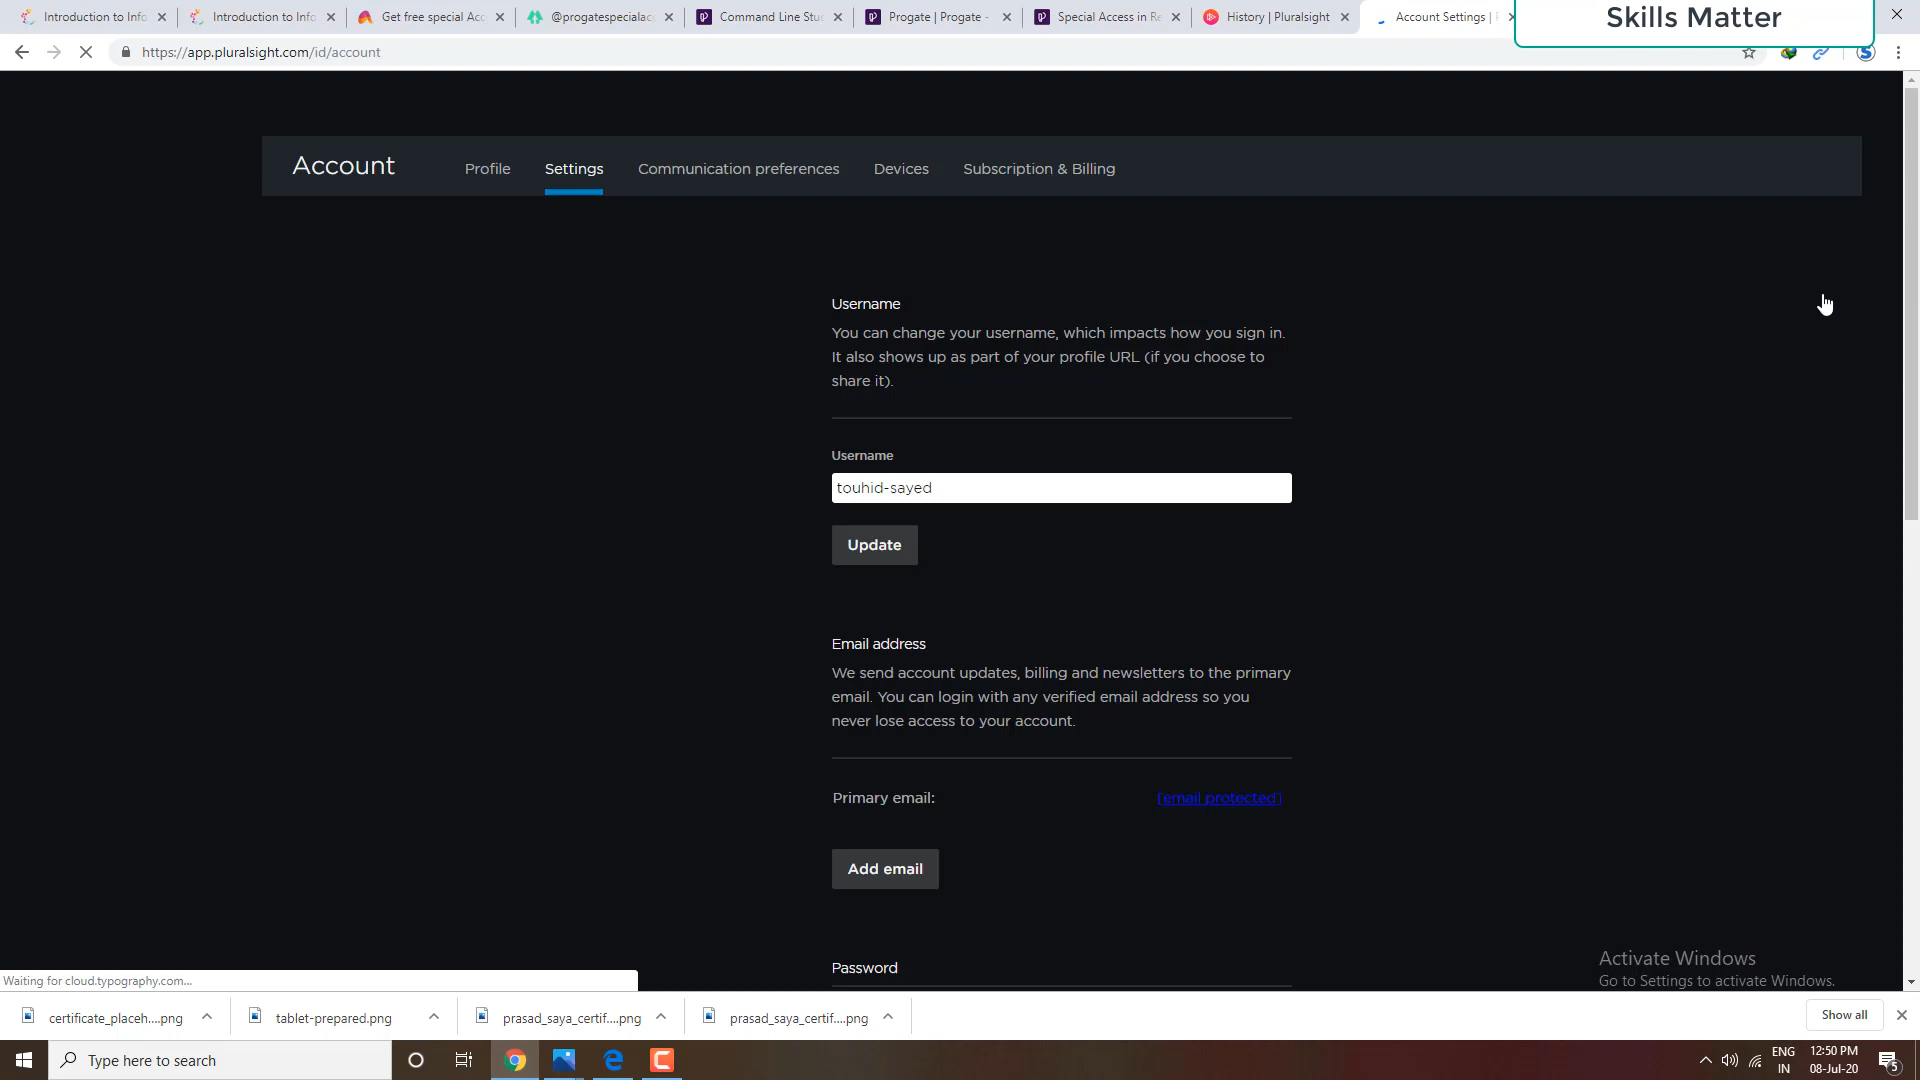 Introduction to Info
Introduction to Info
Get free special Acc
@progatespecialac
Command Line Stu
Progate | Progate -
Special Access in Re
History | Pluralsight
Account Settings |
Skills Matter
https://app.pluralsight.com/id/account
Account
Profile
Settings
Communication preferences
Devices
Subscription & Billing
Username
You can change your username, which impacts how you sign in.
It also shows up as part of your profile URL (if you choose to
share it).
Username
touhid-sayed
Update
Email address
We send account updates, billing and newsletters to the primary
email. You can login with any verified email address so you
never lose access to your account.
Primary email:
[email protected]
Add email
Password
Activate Windows
Go to Settings to activate Windows.
Waiting for cloud.typography.com...
certificate_placeh....png
tablet-prepared.png
prasad_saya_certif....png
prasad_saya_certif....png
Show all
Type here to search
ENG
IN
12:50 PM
08-Jul-20
5